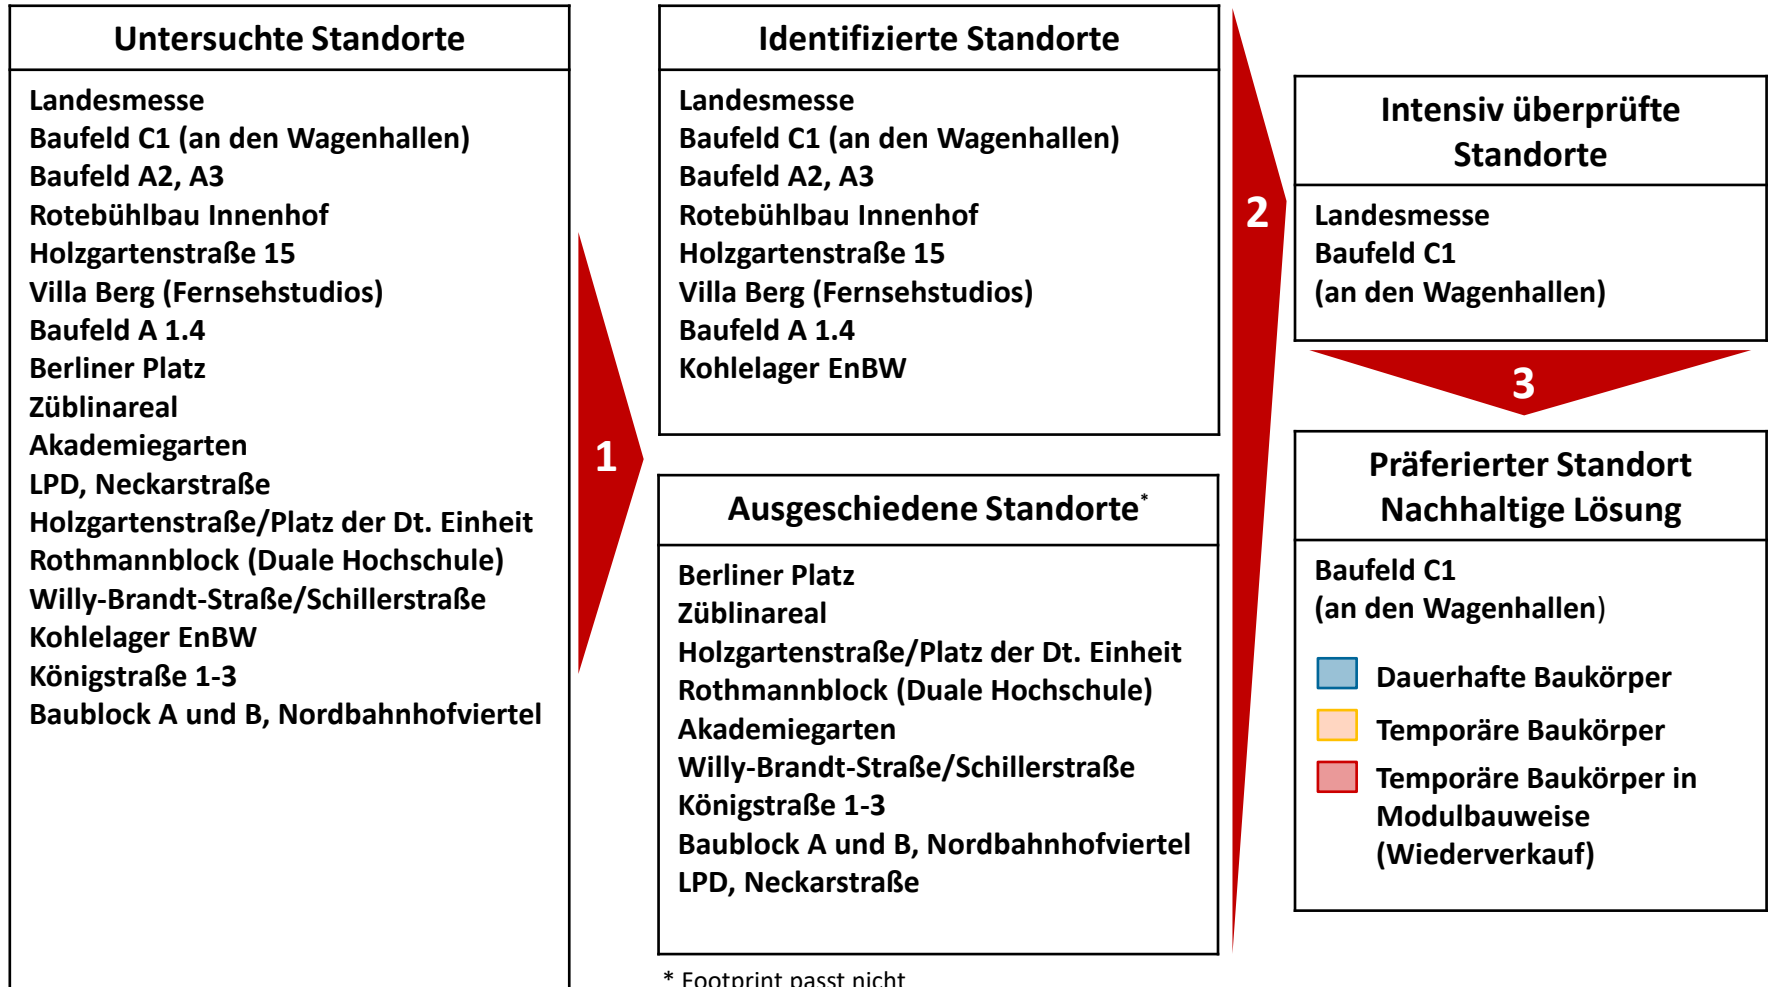 Untersuchte Standorte
Landesmesse
Baufeld C1 (an den Wagenhallen)
Baufeld A2, A3
Rotebühlbau Innenhof
Holzgartenstraße 15
Villa Berg (Fernsehstudios)
Baufeld A 1.4
Berliner Platz
Züblinareal
Akademiegarten
LPD, Neckarstraße
Holzgartenstraße/Platz der Dt. Einheit
Rothmannblock (Duale Hochschule)
Willy-Brandt-Straße/Schillerstraße
Kohlelager EnBW
Königstraße 1-3
Baublock A und B, Nordbahnhofviertel
1
Identifizierte Standorte
Landesmesse
Baufeld C1 (an den Wagenhallen)
Baufeld A2, A3
Rotebühlbau Innenhof
Holzgartenstraße 15
Villa Berg (Fernsehstudios)
Baufeld A 1.4
Kohlelager EnBW
Ausgeschiedene Standorte*
Berliner Platz
Züblinareal
Holzgartenstraße/Platz der Dt. Einheit
Rothmannblock (Duale Hochschule)
Akademiegarten
Willy-Brandt-Straße/Schillerstraße
Königstraße 1-3
Baublock A und B, Nordbahnhofviertel
LPD, Neckarstraße
* Footprint passt nicht
2
Intensiv überprüfte
Standorte
Landesmesse
Baufeld C1
(an den Wagenhallen)
3
Präferierter Standort
Nachhaltige Lösung
Baufeld C1
(an den Wagenhallen)
Dauerhafte Baukörper
Temporäre Baukörper
Temporäre Baukörper in
Modulbauweise
(Wiederverkauf)